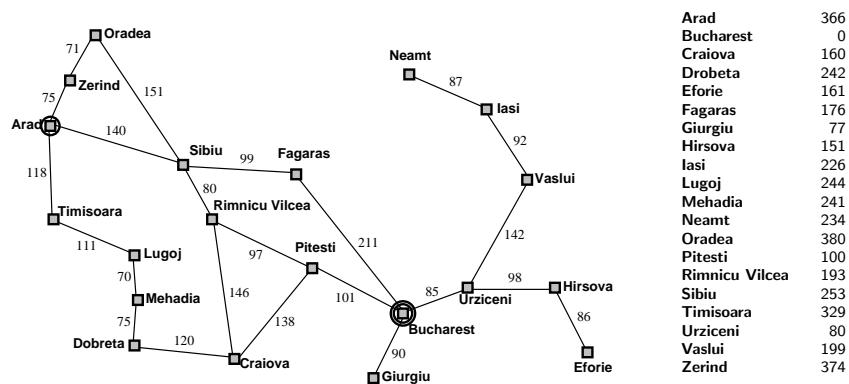 Oradea
71
Neamt
Zerind
87
75
151
Iasi
Arad
140
92
Sibiu
Fagaras
99
118
Vaslui
80
Timisoara
Rimnicu Vilcea
111
Lugoj
Pitesti
211
142
70
97
98
Hirsova
Mehadia
146
101
85
Urziceni
75
138
86
Bucharest
Dobreta
120
90
Craiova
Eforie
Giurgiu
Arad 366
Bucharest 0
Craiova 160
Drobeta 242
Eforie 161
Fagaras 176
Giurgiu 77
Hirsova 151
Iasi 226
Lugoj 244
Mehadia 241
Neamt 234
Oradea 380
Pitesti 100
Rimnicu Vilcea 193
Sibiu 253
Timisoara 329
Urziceni 80
Vaslui 199
Zerind 374